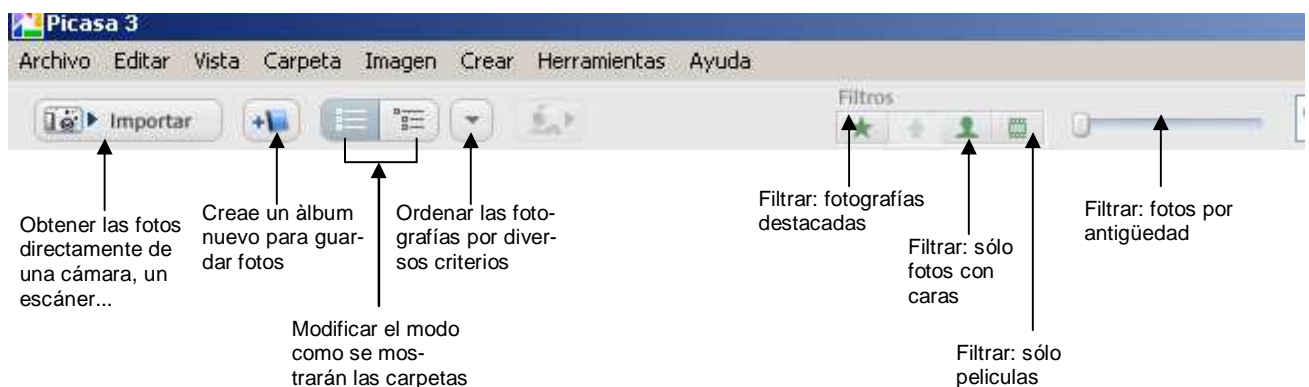 Picasa 3
Archivo Editar Vista Carpeta Imagen Crear Herramientas Ayuda
Importar
Filtros
Obtener las fotos
directamente de
una cámara, un
escáner...
Creae un àlbum
nuevo para guar-
dar fotos
Modificar el modo
como se mos-
trarán las carpetas
Ordenar las foto-
grafías por diver-
sos criterios
Filtrar: fotografías
destacadas
Filtrar: sólo
fotos con
caras
Filtrar: sólo
peliculas
Filtrar: fotos por
antigüedad